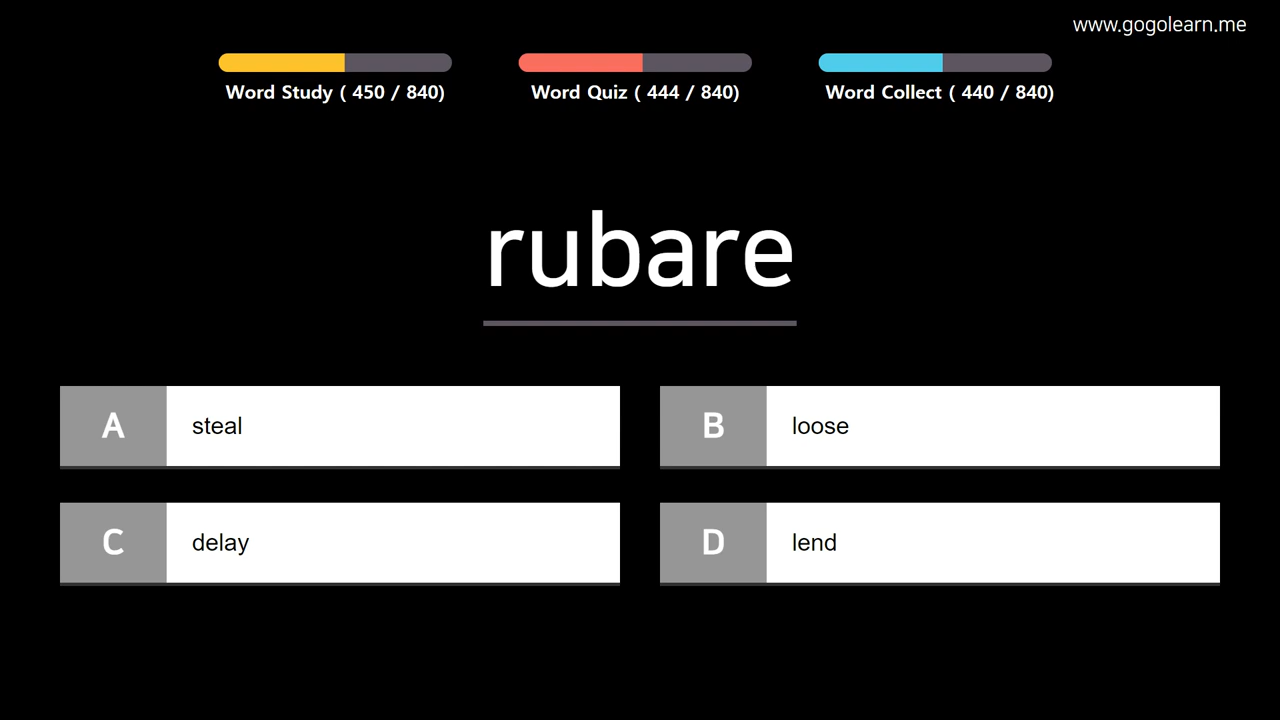 www.gogolearn.me
Word Study ( 450 / 840)
Word Quiz ( 444 / 840)
Word Collect ( 440 / 840)
rubare
A steal
B loose
C delay
D lend